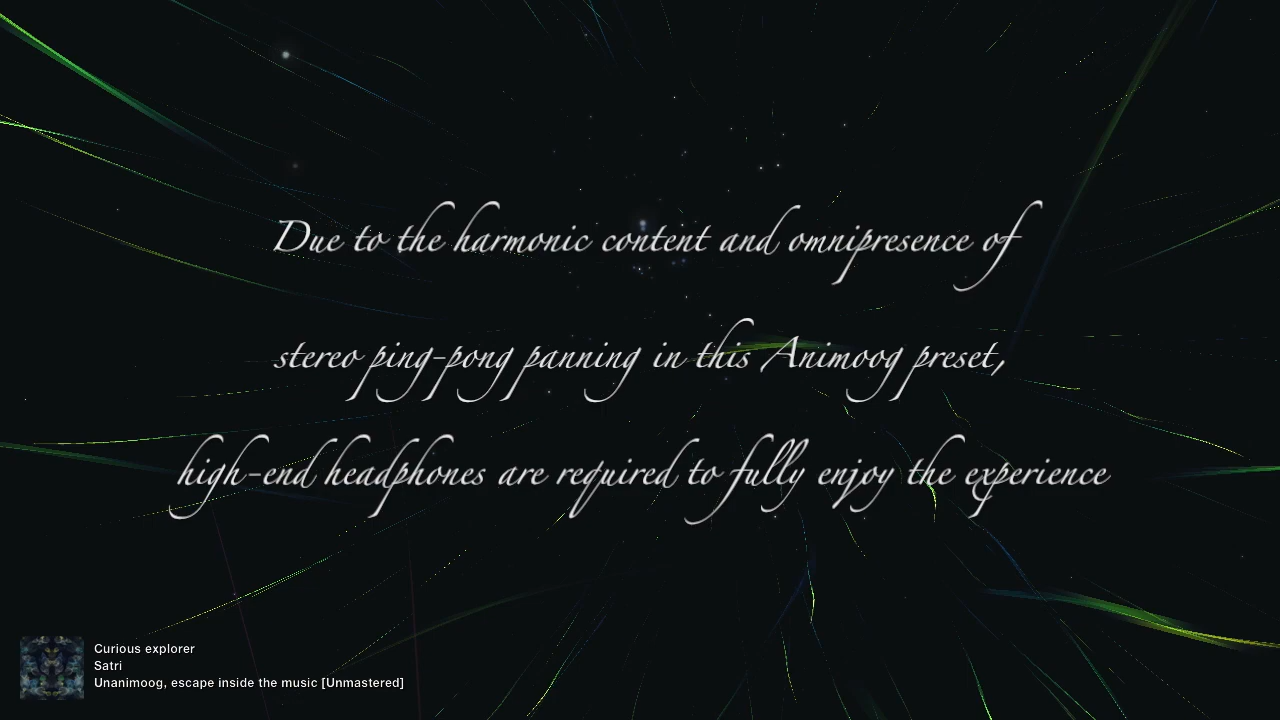 Due to the harmonic content and omnipresence of
stereo ping-pong panning in this Animoog preset,
high-end headphones are required to fully enjoy the experience
Curious explorer
Satri
Unanimoog, escape inside the music [Unmastered]